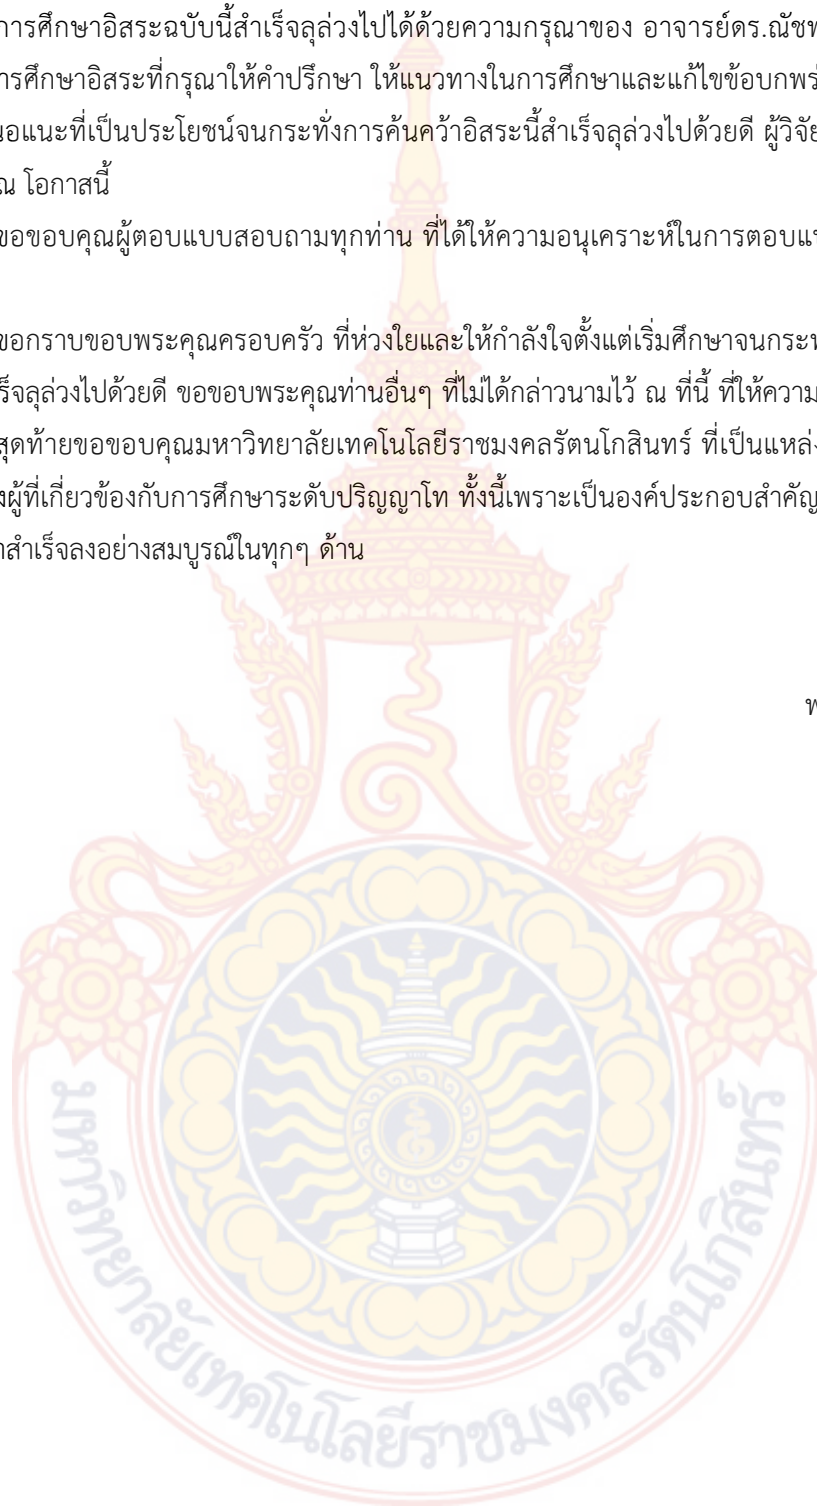 การศึกษาอิสระฉบับนี้สำเร็จลุล่วงไปได้ด้วยความกรุณาของ อาจารย์ดร.ณัชพ
ารศึกษาอิสระที่กรุณาให้คำปรึกษา ให้แนวทางในการศึกษาและแก้ไขข้อบกพร่
นอแนะที่เป็นประโยชน์จนกระทั่งการค้นคว้าอิสระนี้สำเร็จลุล่วงไปด้วยดี ผู้วิจัย
ณ โอกาสนี้
ขอขอบคุณผู้ตอบแบบสอบถามทุกท่าน ที่ได้ให้ความอนุเคราะห์ในการตอบแบ
ขอกราบขอบพระคุณครอบครัว ที่ห่วงใยและให้กำลังใจตั้งแต่เริ่มศึกษาจนกระท
ร็จลุล่วงไปด้วยดี ขอขอบพระคุณท่านอื่นๆ ที่ไม่ได้กล่าวนามไว้ ณ ที่นี้ ที่ให้ความ
สุดท้ายขอขอบคุณมหาวิทยาลัยเทคโนโลยีราชมงคลรัตนโกสินทร์ ที่เป็นแหล่ง
งผู้ที่เกี่ยวข้องกับการศึกษาระดับปริญญาโท ทั้งนี้เพราะเป็นองค์ประกอบสำคัญ
าสำเร็จลงอย่างสมบูรณ์ในทุกๆ ด้าน
พ
มหาวิทยาลัยเทคโนโลยีราชมงคลรัตนโกสินทร์